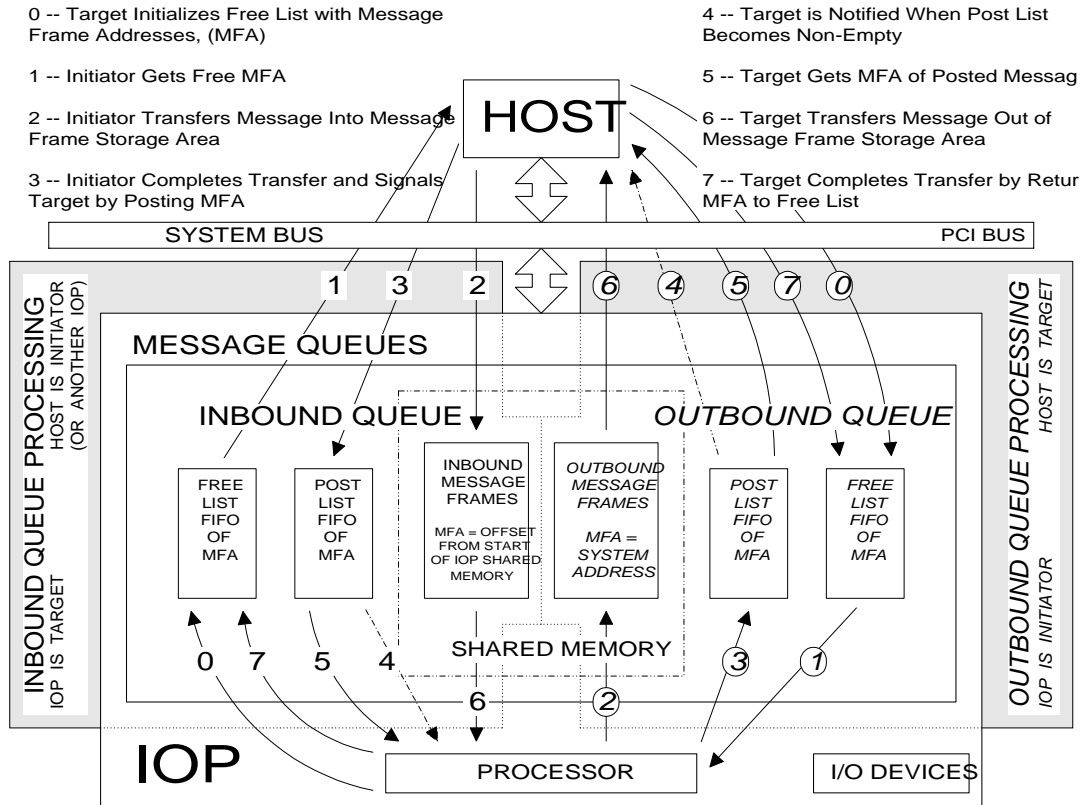 0 -- Target Initializes Free List with Message
Frame Addresses, (MFA)
1 -- Initiator Gets Free MFA
2 -- Initiator Transfers Message Into Message
Frame Storage Area
3 -- Initiator Completes Transfer and Signals
Target by Posting MFA
4 -- Target is Notified When Post List
Becomes Non-Empty
5 -- Target Gets MFA of Posted Messag
6 -- Target Transfers Message Out of
Message Frame Storage Area
7 -- Target Completes Transfer by Retur
MFA to Free List
HOST
SYSTEM BUS
PCI BUS
1
3
2
6
4
5
7
0
INBOUND QUEUE PROCESSING
HOST IS INITIATOR
(OR ANOTHER IOP)
IOP IS TARGET
OUTBOUND QUEUE PROCESSING
HOST IS TARGET
IOP IS INITIATOR
MESSAGE QUEUES
INBOUND QUEUE
OUTBOUND QUEUE
FREE
LIST
FIFO
OF
MFA
POST
LIST
FIFO
OF
MFA
INBOUND
MESSAGE
FRAMES
MFA = OFFSET
FROM START
OF IOP SHARED
MEMORY
OUTBOUND
MESSAGE
FRAMES
MFA =
SYSTEM
ADDRESS
POST
LIST
FIFO
OF
MFA
FREE
LIST
FIFO
OF
MFA
SHARED MEMORY
0
7
5
4
6
2
3
1
IOP
PROCESSOR
I/O DEVICES